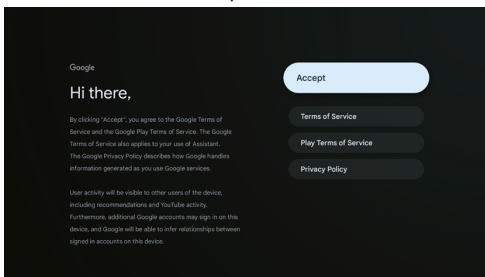 Google
Hi there,
By clicking "Accept", you agree to the Google Terms of
Service and the Google Play Terms of Service. The Google
Terms of Service also applies to your use of Assistant.
The Google Privacy Policy describes how Google handles
information generated as you use Google services.
User activity will be visible to other users of the device,
including recommendations and YouTube activity.
Furthermore, additional Google accounts may sign in on this
device, and Google will be able to infer relationships between
signed in accounts on this device.
Accept
Terms of Service
Play Terms of Service
Privacy Policy